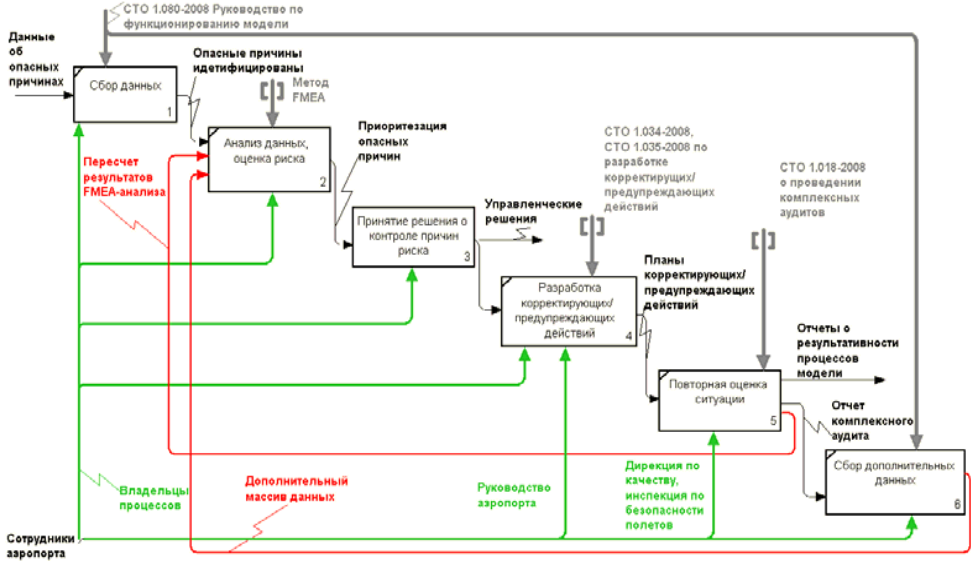 СТО 1.080-2008 Руководство по
функционированию модели
Данные
об
опасных
причинах
Опасные причины
идетифицированы
Сбор данных
1
Метод
FMEA
Анализ данных,
оценка риска
2
Приоритезация
опасных
причин
СТО 1.034-2008,
СТО 1.035-2008 по
разработке
корректирущих/
предупреждающих
действий
СТО 1.018-2008
о проведении
комплексных
аудитов
Пересчет
результатов
FMEA-анализа
Принятие решения о
контроле причин
риска
3
Управленческие
решения
Планы
корректирующих/
предупреждающих
действий
Разработка
корректирующих/
предупреждающих
действий
4
Отчеты о
результативности
процессов
модели
Повторная оценка
ситуации
5
Отчет
комплексного
аудита
Сбор дополнительных
данных
6
Владельцы
процессов
Дополнительный
массив данных
Руководство
аэропорта
Дирекция по
качеству,
инспекция по
безопасности
полетов
Сотрудники
аэропорта